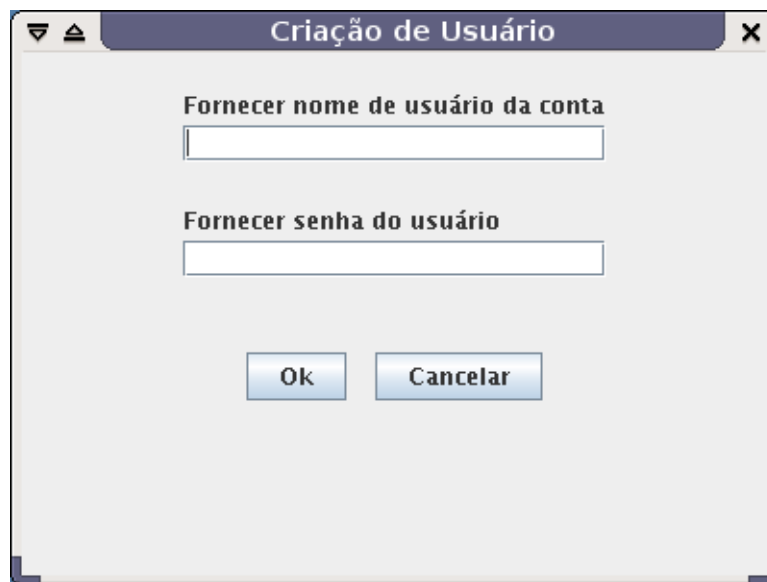 Criação de Usuário
Fornecer nome de usuário da conta
Fornecer senha do usuário
Ok Cancelar